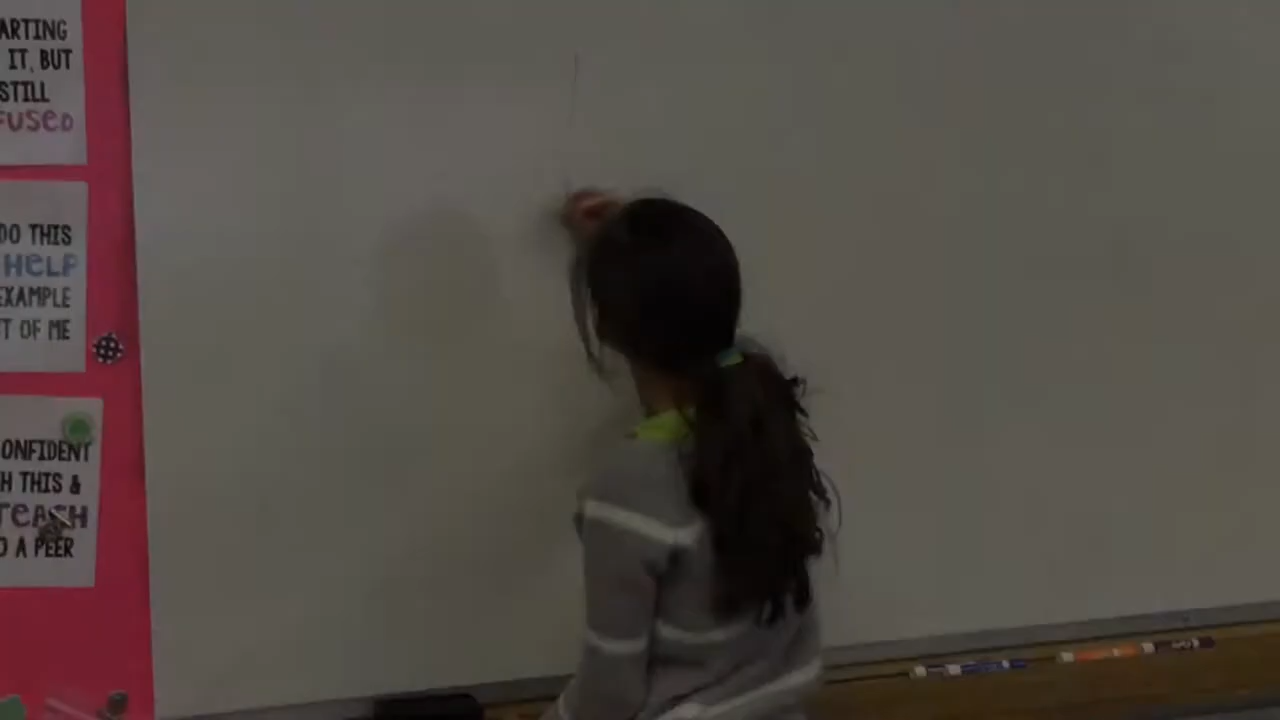 ARTING
IT, BUT
STILL
FUSED
DO THIS
HELP
EXAMPLE
T OF ME
ONFIDENT
H THIS &
TEACH
O A PEER